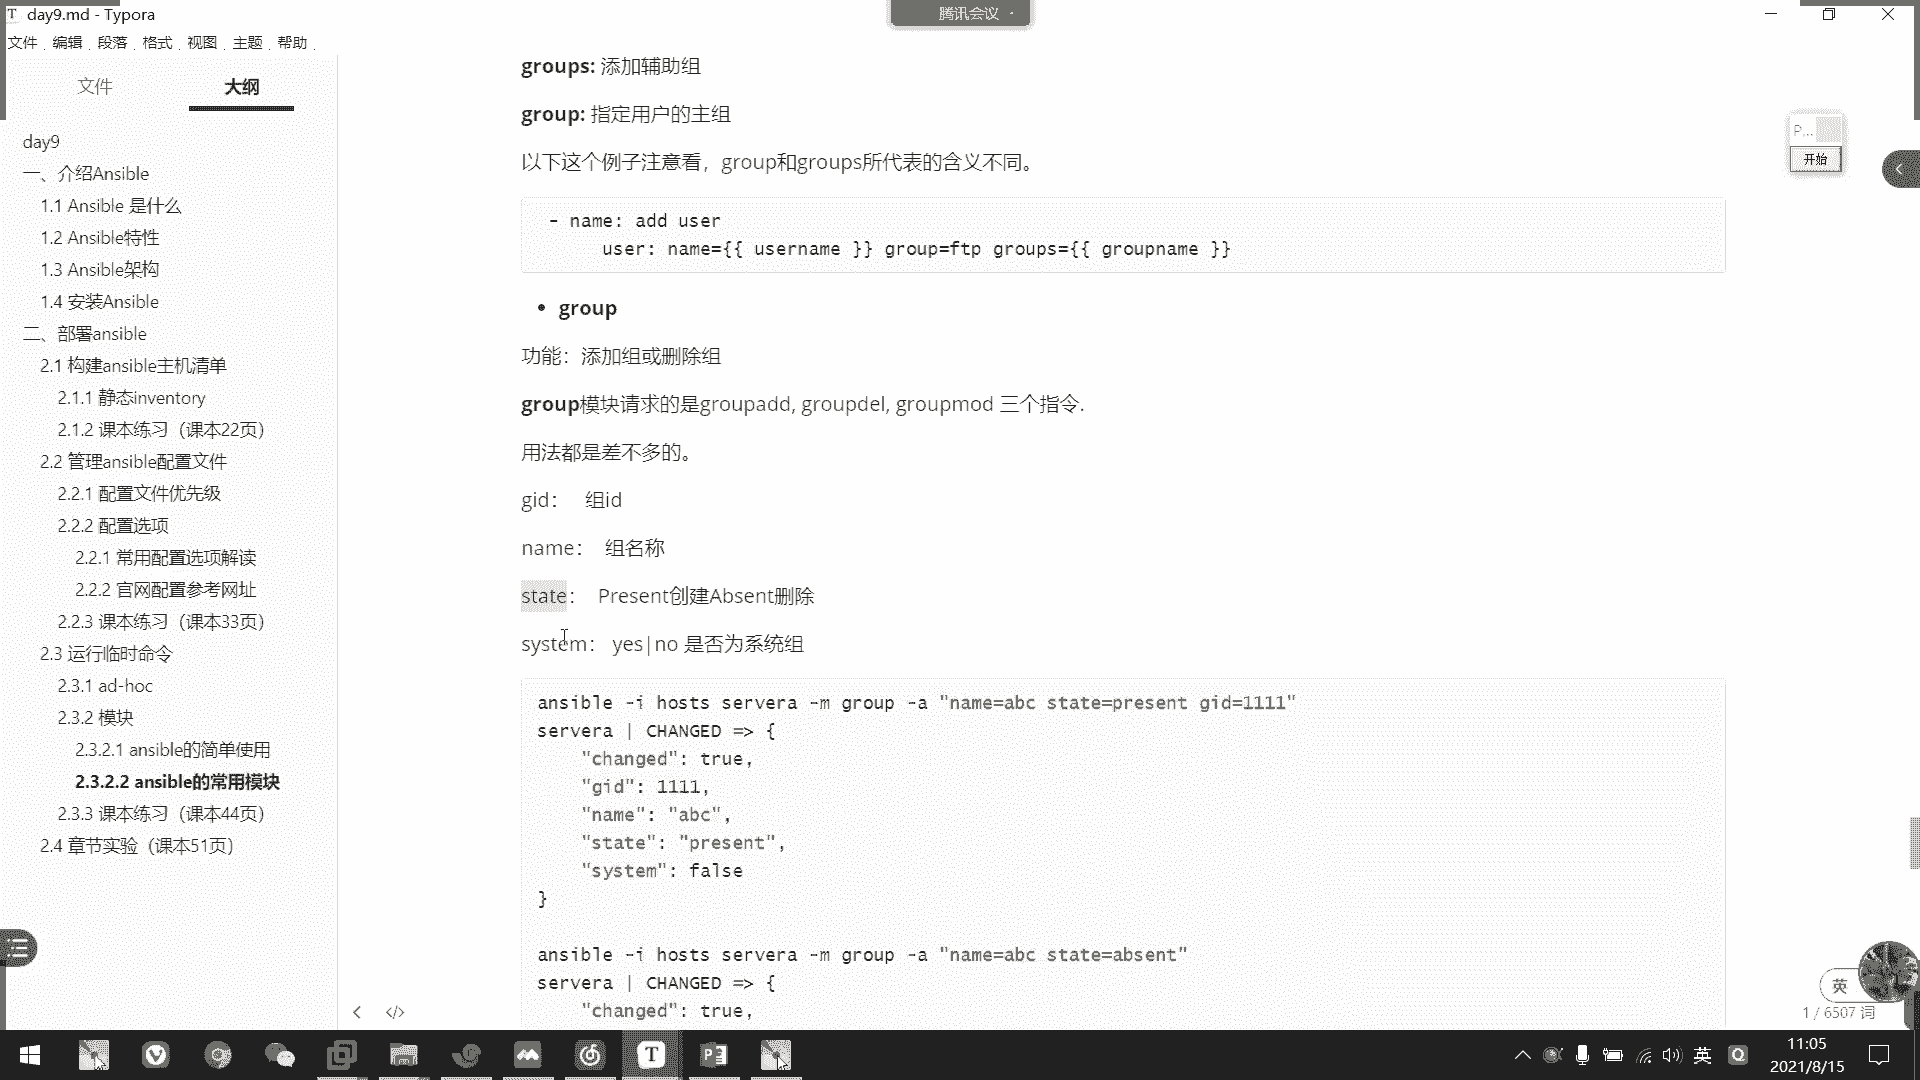 day9.md - Typora
腾讯会议
文件 编辑 段落 格式 视图 主题 帮助
文件
大纲
day9
一、介绍Ansible
1.1 Ansible 是什么
1.2 Ansible特性
1.3 Ansible架构
1.4 安装Ansible
二、部署ansible
2.1 构建ansible主机清单
2.1.1 静态inventory
2.1.2 课本练习（课本22页）
2.2 管理ansible配置文件
2.2.1 配置文件优先级
2.2.2 配置选项
2.2.1 常用配置选项解读
2.2.2 官网配置参考网址
2.2.3 课本练习（课本33页）
2.3 运行临时命令
2.3.1 ad-hoc
2.3.2 模块
2.3.2.1 ansible的简单使用
2.3.2.2 ansible的常用模块
2.3.3 课本练习（课本44页）
2.4 章节实验（课本51页）
groups: 添加辅助组
group: 指定用户的主组
以下这个例子注意看，group和groups所代表的含义不同。
- name: add user
user: name={{ username }} group=ftp groups={{ groupname }}
• group
功能：添加组或删除组
group模块请求的是groupadd, groupdel, groupmod 三个指令.
用法都是差不多的。
gid： 组id
name： 组名称
state： Present创建Absent删除
system： yes|no 是否为系统组
ansible -i hosts servera -m group -a "name=abc state=present gid=1111"
servera | CHANGED => {
"changed": true,
"gid": 1111,
"name": "abc",
"state": "present",
"system": false
}
ansible -i hosts servera -m group -a "name=abc state=absent"
servera | CHANGED => {
"changed": true,
P...
开始
英
1 / 6507 词
英
11:05
2021/8/15